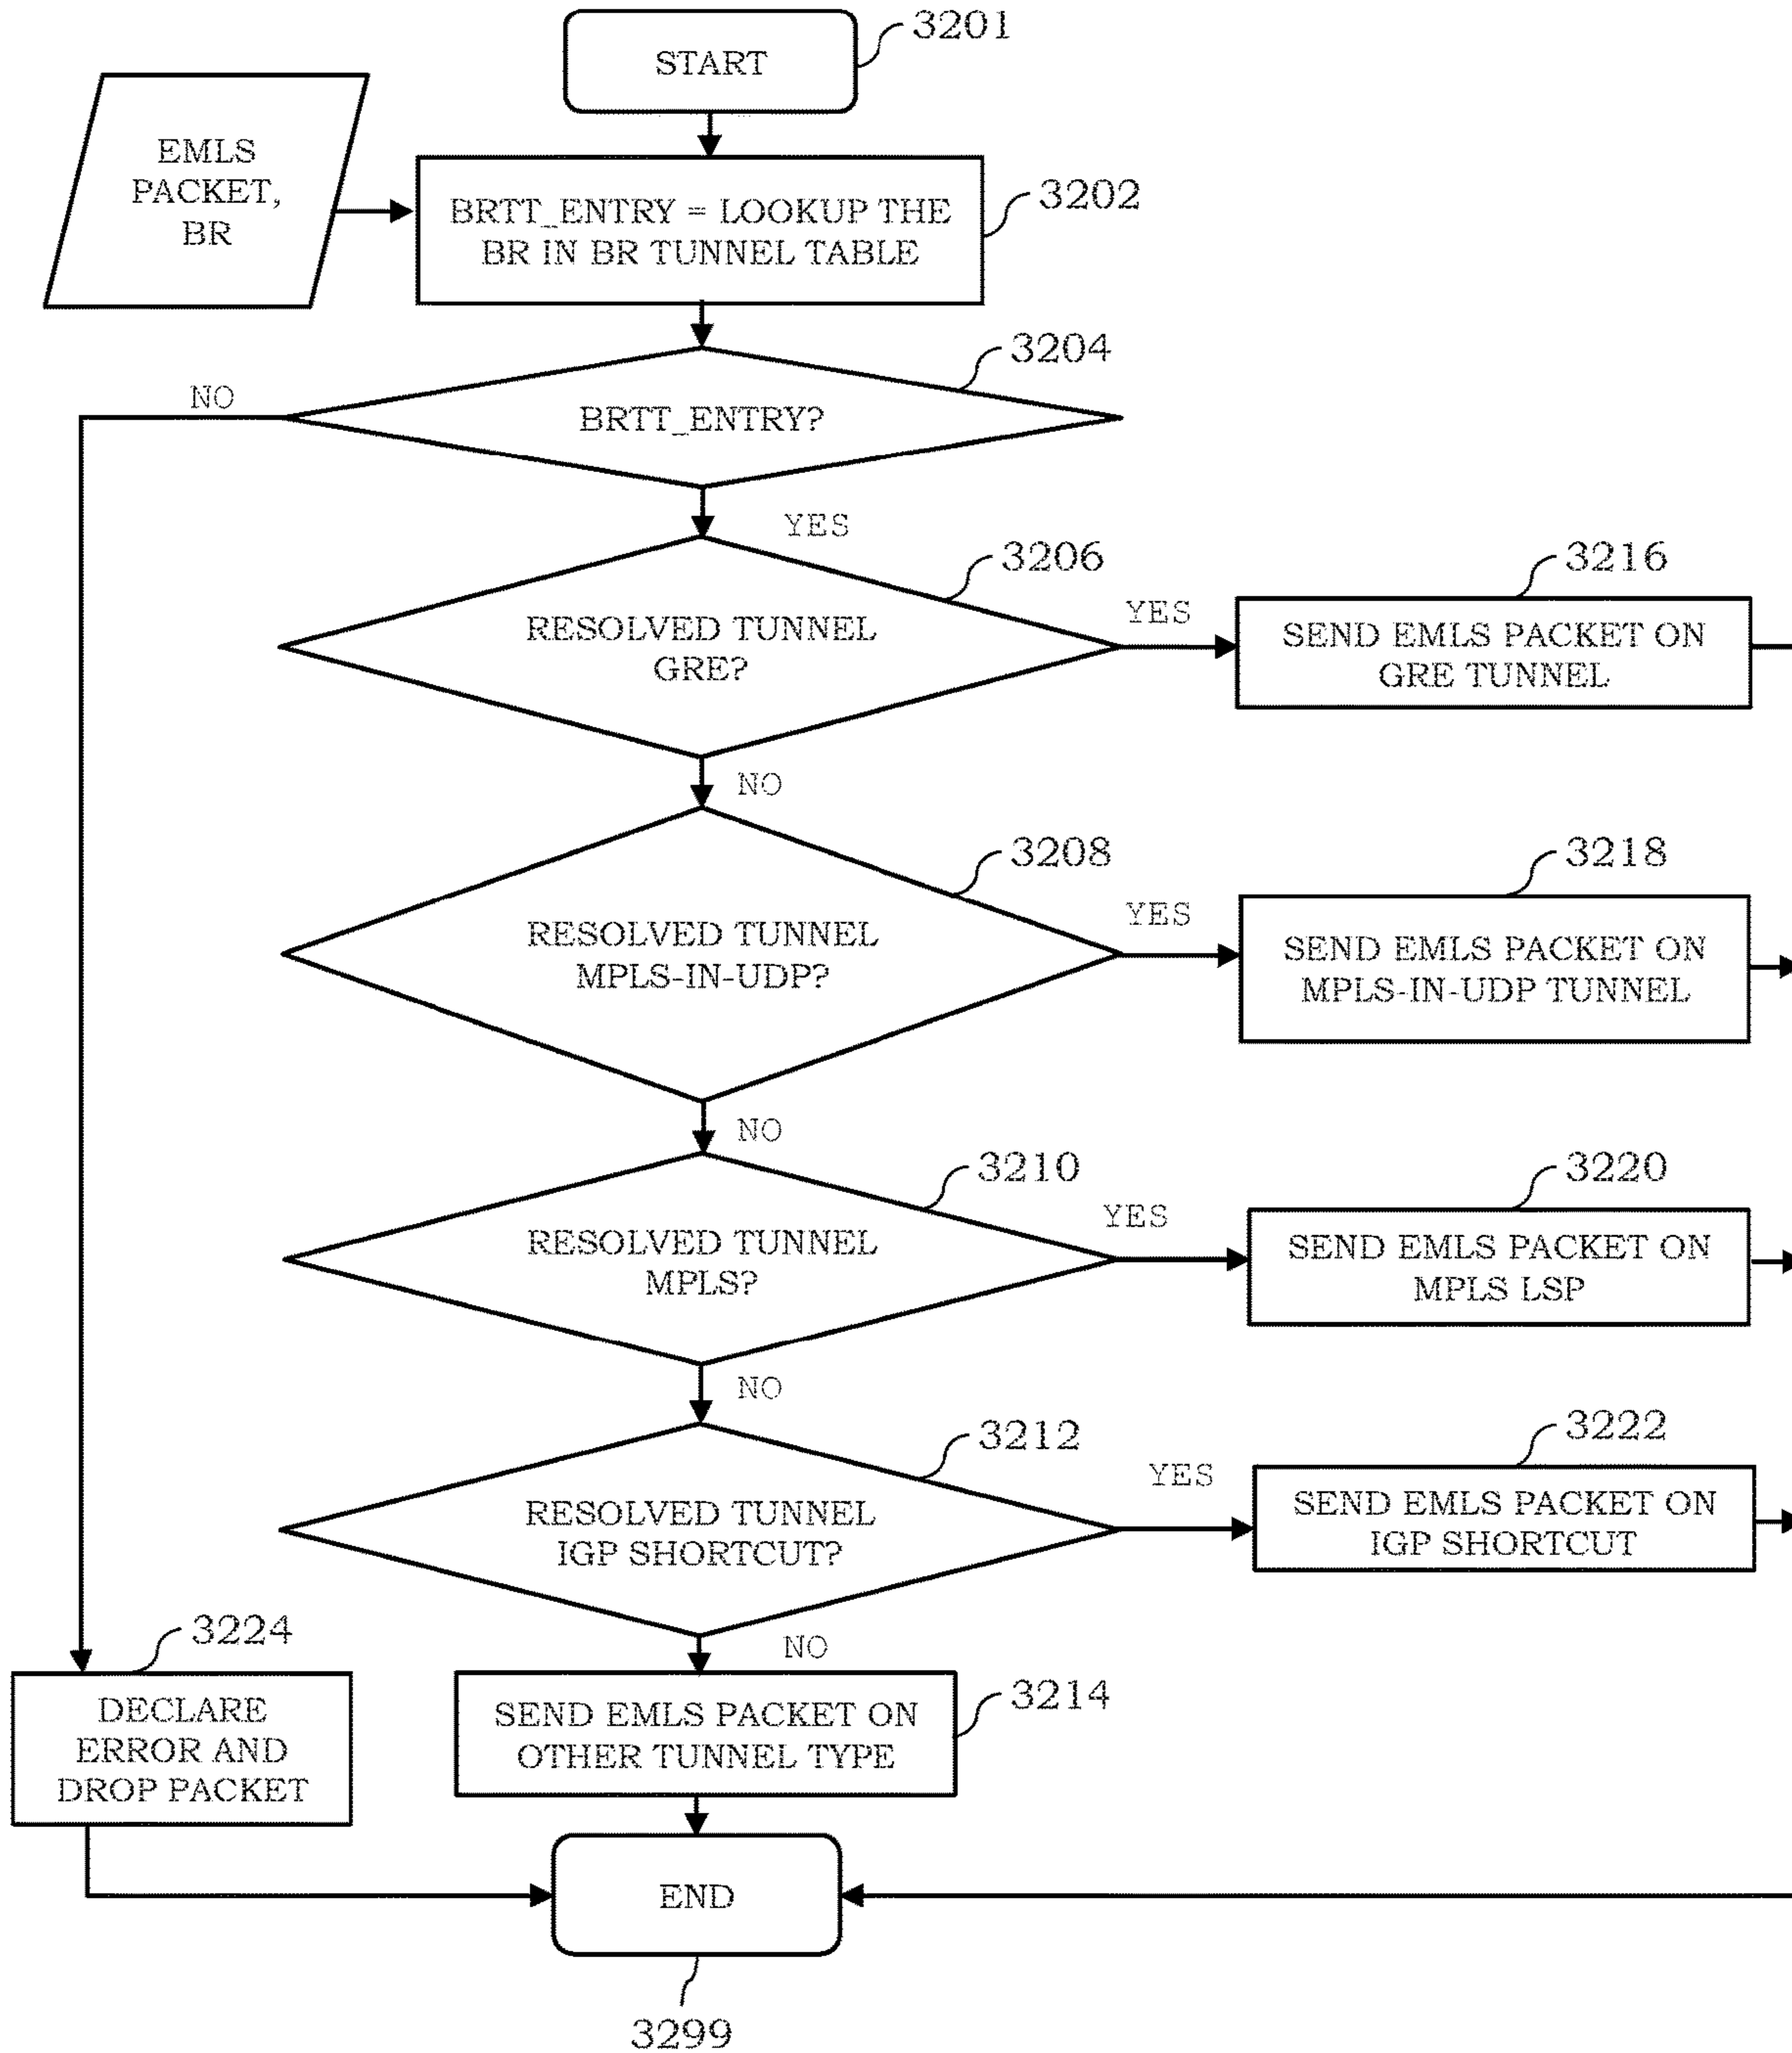 3201
START
EMLS
PACKET,
BR
3202
BRTT_ENTRY = LOOKUP THE
BR IN BR TUNNEL TABLE
3204
NO
BRTT_ENTRY?
YES
3206
RESOLVED TUNNEL
GRE?
YES
3216
SEND EMLS PACKET ON
GRE TUNNEL
NO
3208
RESOLVED TUNNEL
MPLS-IN-UDP?
YES
3218
SEND EMLS PACKET ON
MPLS-IN-UDP TUNNEL
NO
3210
RESOLVED TUNNEL
MPLS?
YES
3220
SEND EMLS PACKET ON
MPLS LSP
NO
3212
RESOLVED TUNNEL
IGP SHORTCUT?
YES
3222
SEND EMLS PACKET ON
IGP SHORTCUT
NO
3224
DECLARE
ERROR AND
DROP PACKET
3214
SEND EMLS PACKET ON
OTHER TUNNEL TYPE
END
3299